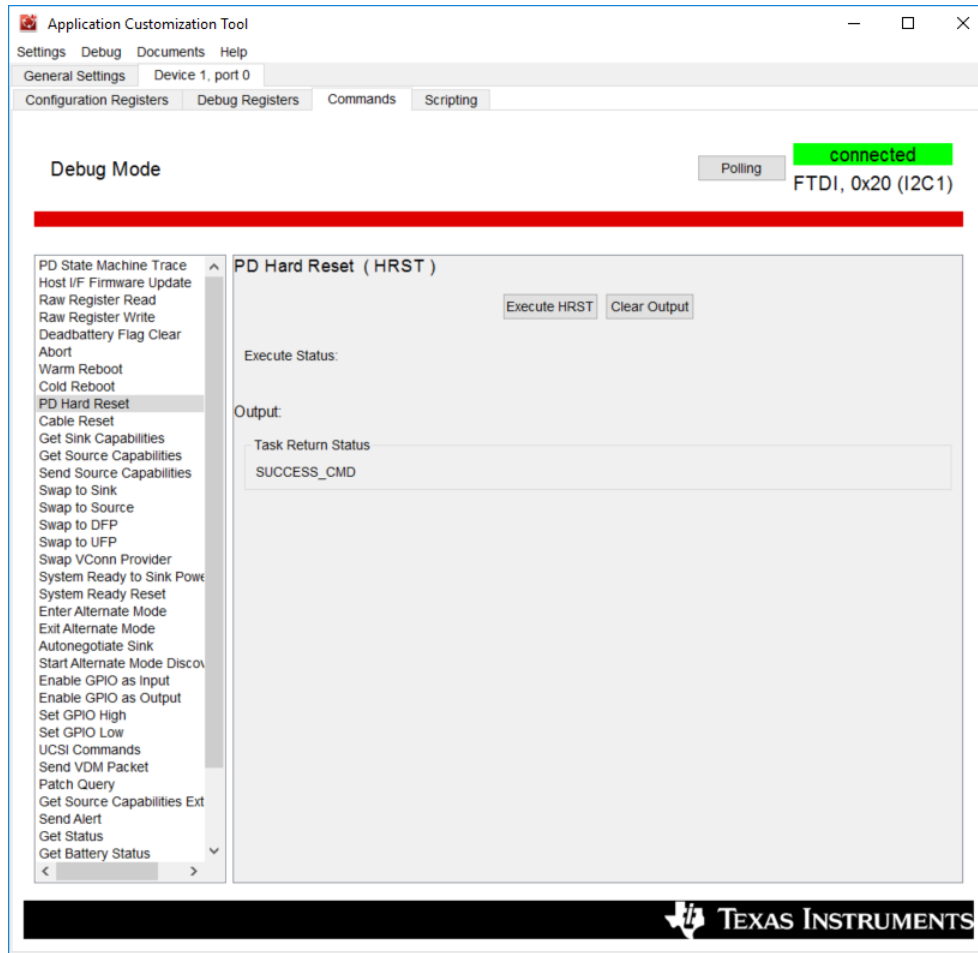 Application Customization Tool
Settings Debug Documents Help
General Settings Device 1, port 0
Configuration Registers Debug Registers Commands Scripting
Debug Mode
Polling
connected
FTDI, 0x20 (I2C1)
PD State Machine Trace
Host I/F Firmware Update
Raw Register Read
Raw Register Write
Deadbattery Flag Clear
Abort
Warm Reboot
Cold Reboot
PD Hard Reset
Cable Reset
Get Sink Capabilities
Get Source Capabilities
Send Source Capabilities
Swap to Sink
Swap to Source
Swap to DFP
Swap to UFP
Swap VConn Provider
System Ready to Sink Powe
System Ready Reset
Enter Alternate Mode
Exit Alternate Mode
Autonegotiate Sink
Start Alternate Mode Discov
Enable GPIO as Input
Enable GPIO as Output
Set GPIO High
Set GPIO Low
UCSI Commands
Send VDM Packet
Patch Query
Get Source Capabilities Ext
Send Alert
Get Status
Get Battery Status
PD Hard Reset ( HRST )
Execute HRST Clear Output
Execute Status:
Output:
Task Return Status
SUCCESS_CMD
TEXAS INSTRUMENTS